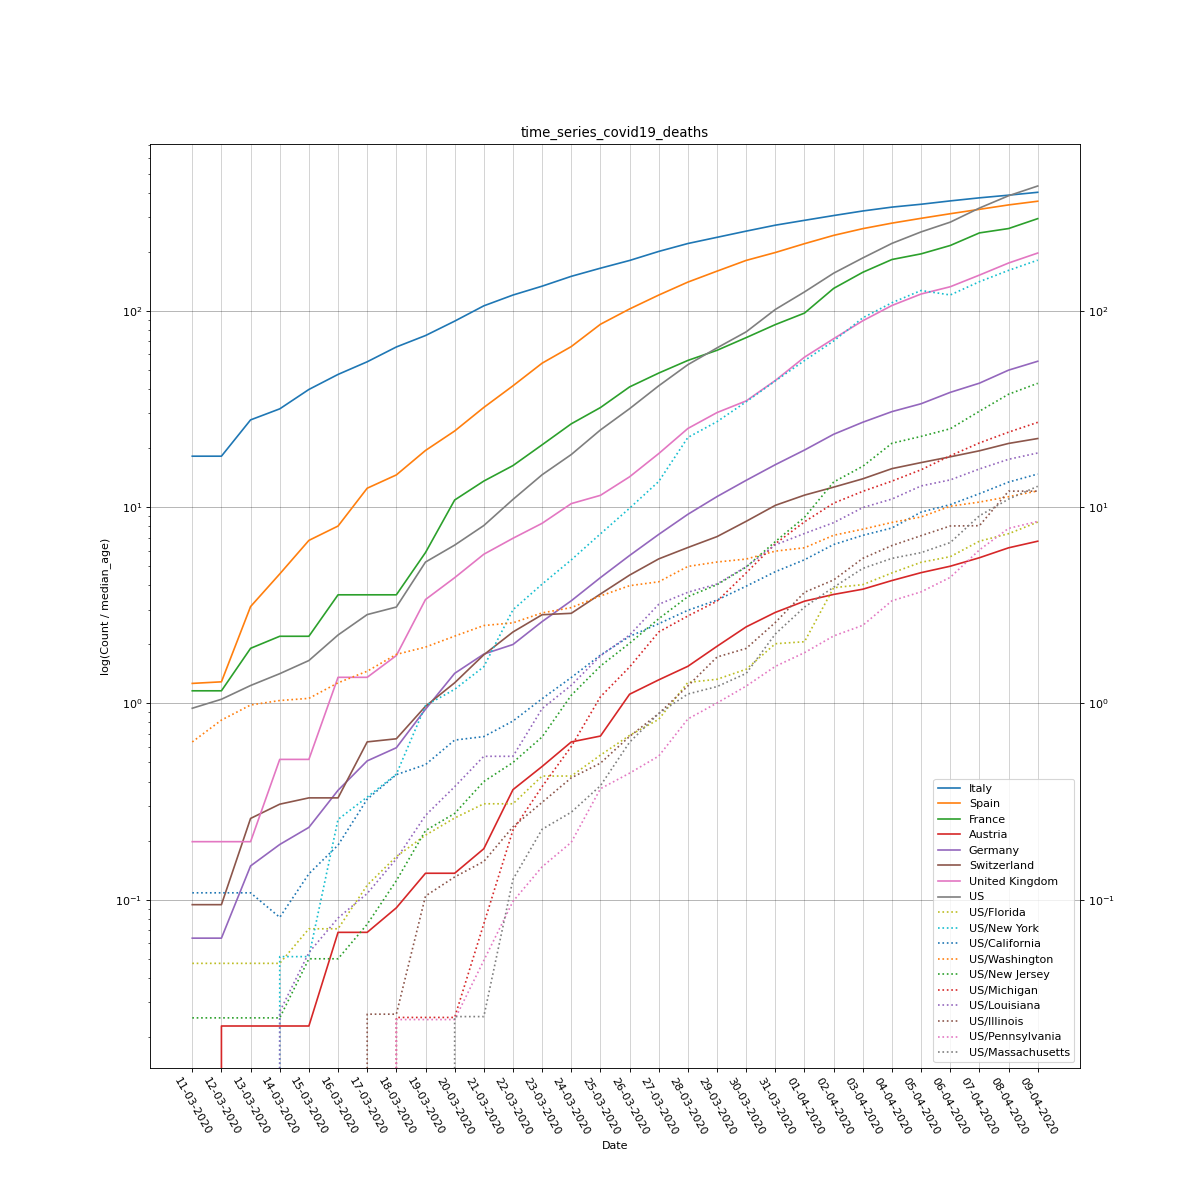 time_series_covid19_deaths
log(Count / median_age)
10²
10¹
10⁰
10⁻¹
10²
10¹
10⁰
10⁻¹
Italy
Spain
France
Austria
Germany
Switzerland
United Kingdom
US
US/Florida
US/New York
US/California
US/Washington
US/New Jersey
US/Michigan
US/Louisiana
US/Illinois
US/Pennsylvania
US/Massachusetts
11-03-2020
12-03-2020
13-03-2020
14-03-2020
15-03-2020
16-03-2020
17-03-2020
18-03-2020
19-03-2020
20-03-2020
21-03-2020
22-03-2020
23-03-2020
24-03-2020
25-03-2020
26-03-2020
27-03-2020
28-03-2020
29-03-2020
30-03-2020
31-03-2020
01-04-2020
02-04-2020
03-04-2020
04-04-2020
05-04-2020
06-04-2020
07-04-2020
08-04-2020
09-04-2020
Date